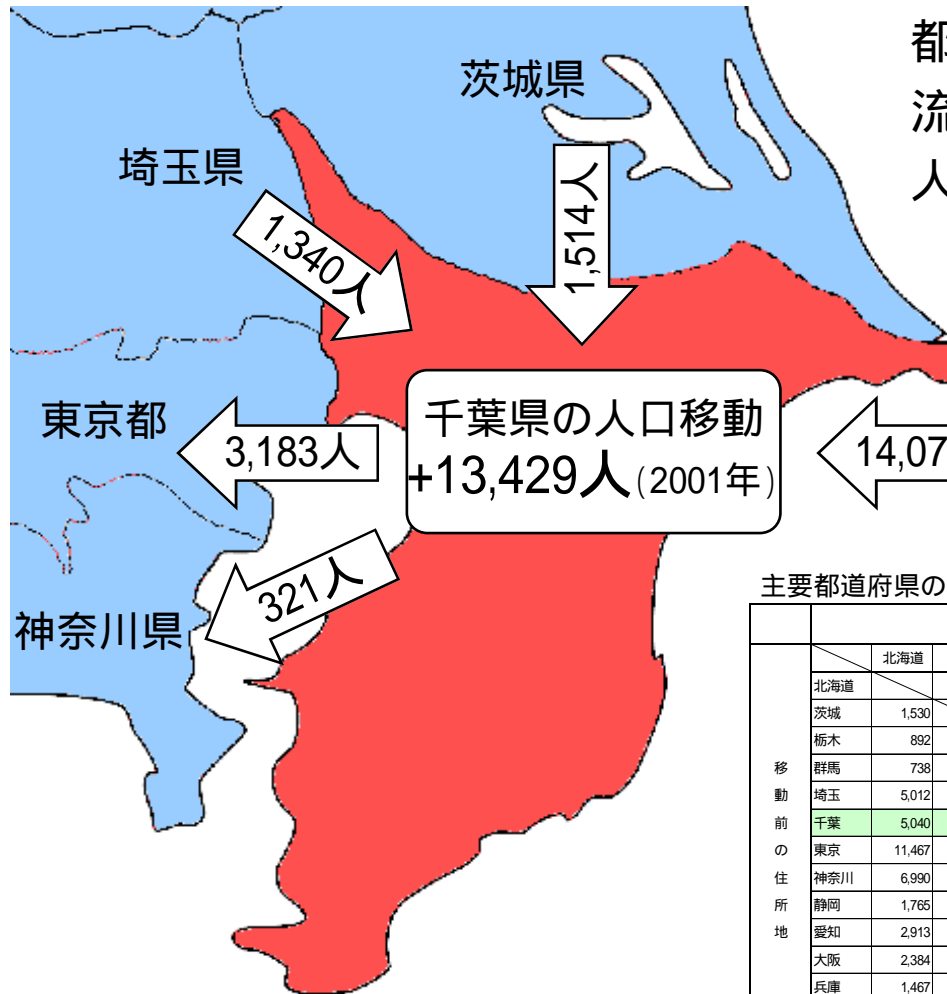 都
流
人
茨城県
埼玉県
1,340人
1,514人
東京都
3,183人
千葉県の人口移動
+13,429人(2001年)
14,07
321人
神奈川県
主要都道府県の
北海道
北海道
茨城 1,530
栃木 892
群馬 738
埼玉 5,012
千葉 5,040
東京 11,467
神奈川 6,990
静岡 1,765
愛知 2,913
大阪 2,384
兵庫 1,467
移動前の住所地